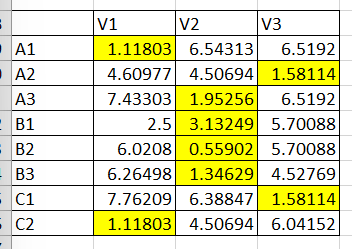 V1 V2 V3
A1 1.11803 6.54313 6.5192
A2 4.60977 4.50694 1.58114
A3 7.43303 1.95256 6.5192
B1 2.5 3.13249 5.70088
B2 6.0208 0.55902 5.70088
B3 6.26498 1.34629 4.52769
C1 7.76209 6.38847 1.58114
C2 1.11803 4.50694 6.04152